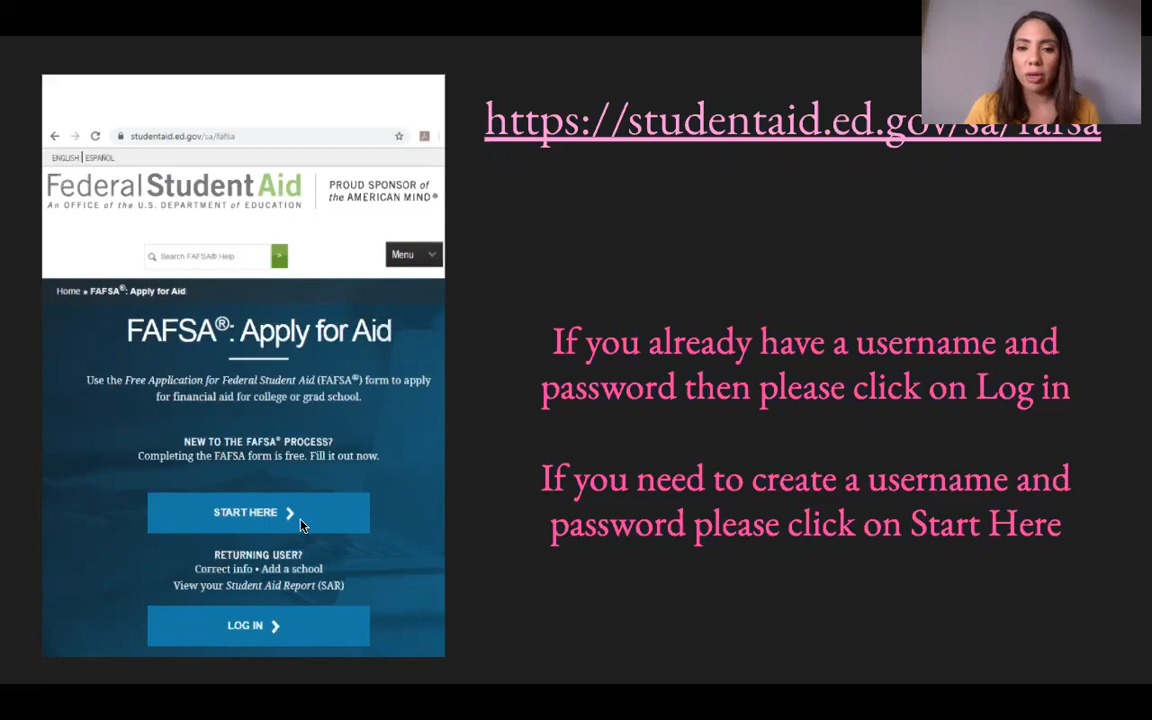 studentaid.ed.gov/sa/fafsa
ENGLISH | ESPAÑOL
Federal StudentAid
An OFFICE of the U.S. DEPARTMENT of EDUCATION
PROUD SPONSOR of
the AMERICAN MIND®
Search FAFSA® Help
>
Menu
Home » FAFSA®: Apply for Aid
FAFSA®: Apply for Aid
Use the Free Application for Federal Student Aid (FAFSA®) form to apply
for financial aid for college or grad school.
NEW TO THE FAFSA® PROCESS?
Completing the FAFSA form is free. Fill it out now.
START HERE
RETURNING USER?
Correct info • Add a school
View your Student Aid Report (SAR)
LOG IN
https://studentaid.ed.gov/sa/fafsa
If you already have a username and
password then please click on Log in
If you need to create a username and
password please click on Start Here